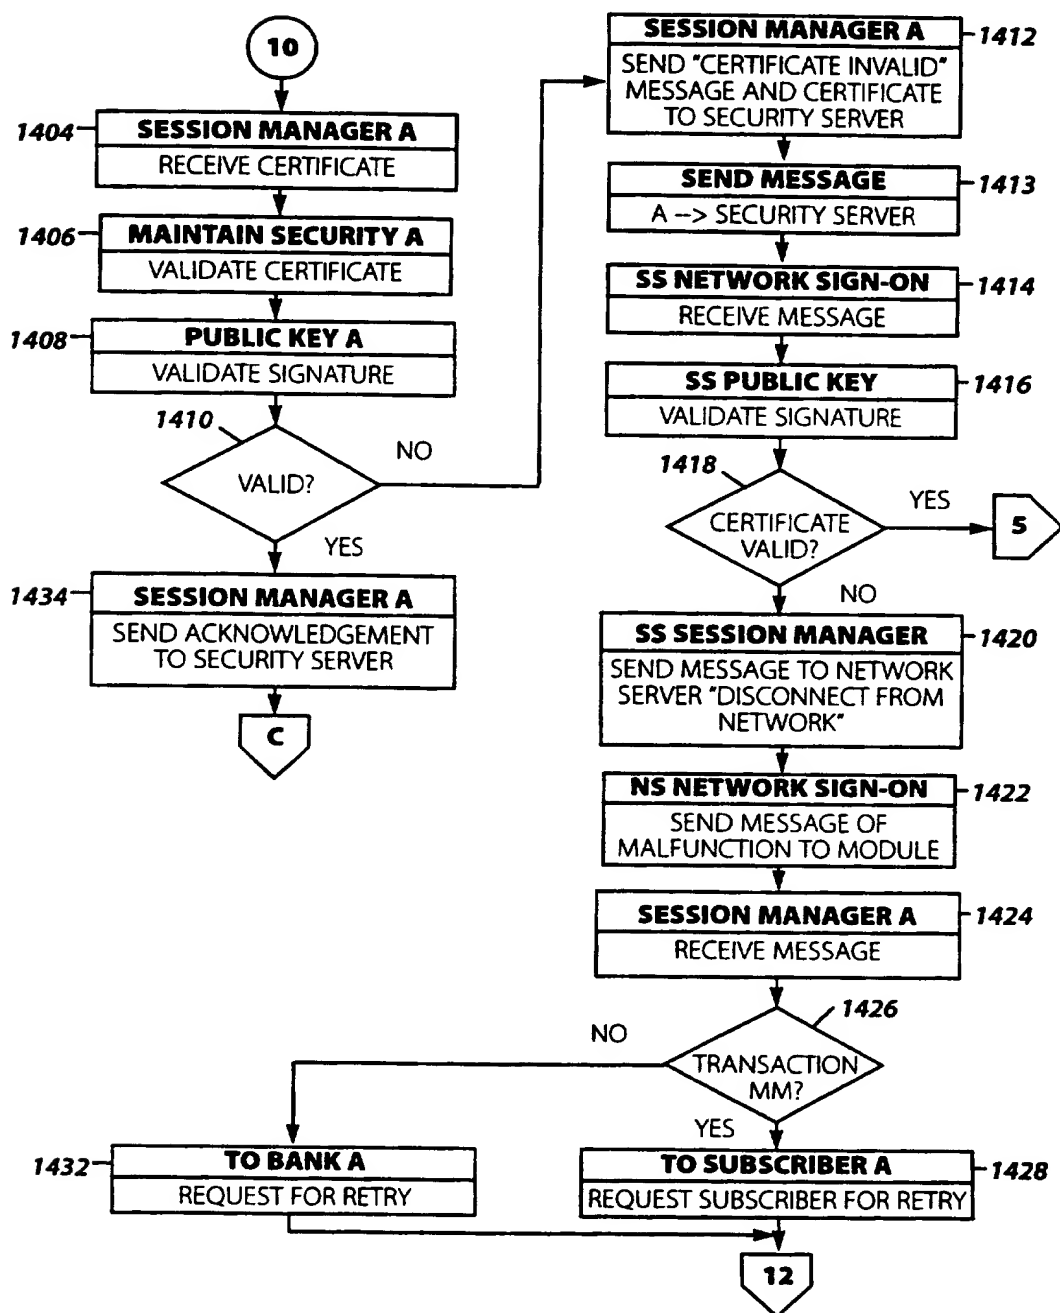 10
1404
SESSION MANAGER A
RECEIVE CERTIFICATE
1406
MAINTAIN SECURITY A
VALIDATE CERTIFICATE
1408
PUBLIC KEY A
VALIDATE SIGNATURE
1410
VALID?
NO
YES
1434
SESSION MANAGER A
SEND ACKNOWLEDGEMENT
TO SECURITY SERVER
C
SESSION MANAGER A
1412
SEND "CERTIFICATE INVALID"
MESSAGE AND CERTIFICATE
TO SECURITY SERVER
SEND MESSAGE
1413
A --> SECURITY SERVER
SS NETWORK SIGN-ON
1414
RECEIVE MESSAGE
SS PUBLIC KEY
1416
VALIDATE SIGNATURE
1418
CERTIFICATE
VALID?
YES
5
NO
SS SESSION MANAGER
1420
SEND MESSAGE TO NETWORK
SERVER "DISCONNECT FROM
NETWORK"
NS NETWORK SIGN-ON
1422
SEND MESSAGE OF
MALFUNCTION TO MODULE
SESSION MANAGER A
1424
RECEIVE MESSAGE
1426
TRANSACTION
MM?
NO
YES
1432
TO BANK A
REQUEST FOR RETRY
TO SUBSCRIBER A
1428
REQUEST SUBSCRIBER FOR RETRY
12